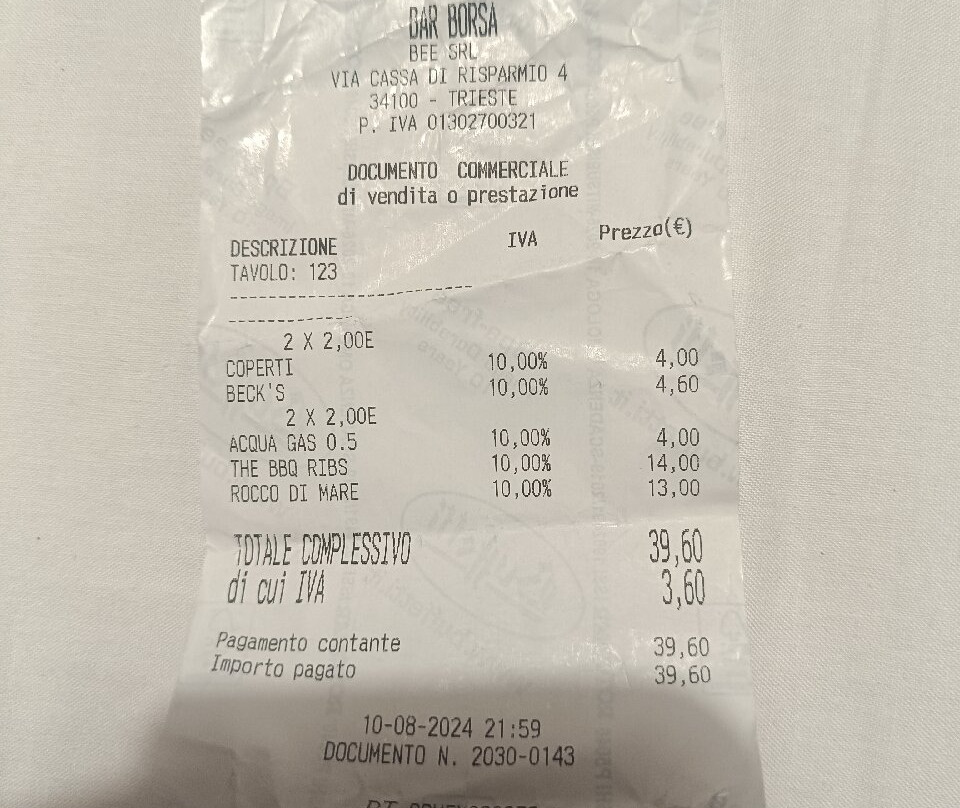 BAR BORSA
BEE SRL
VIA CASSA DI RISPARMIO 4
34100 - TRIESTE
P. IVA 01302700321
DOCUMENTO COMMERCIALE
di vendita o prestazione
DESCRIZIONE IVA Prezzo(€)
TAVOLO: 123
2 X 2,00E
COPERTI 10,00% 4,00
BECK'S 10,00% 4,60
2 X 2,00E
ACQUA GAS 0.5 10,00% 4,00
THE BBQ RIBS 10,00% 14,00
ROCCO DI MARE 10,00% 13,00
TOTALE COMPLESSIVO 39,60
di cui IVA 3,60
Pagamento contante 39,60
Importo pagato 39,60
10-08-2024 21:59
DOCUMENTO N. 2030-0143